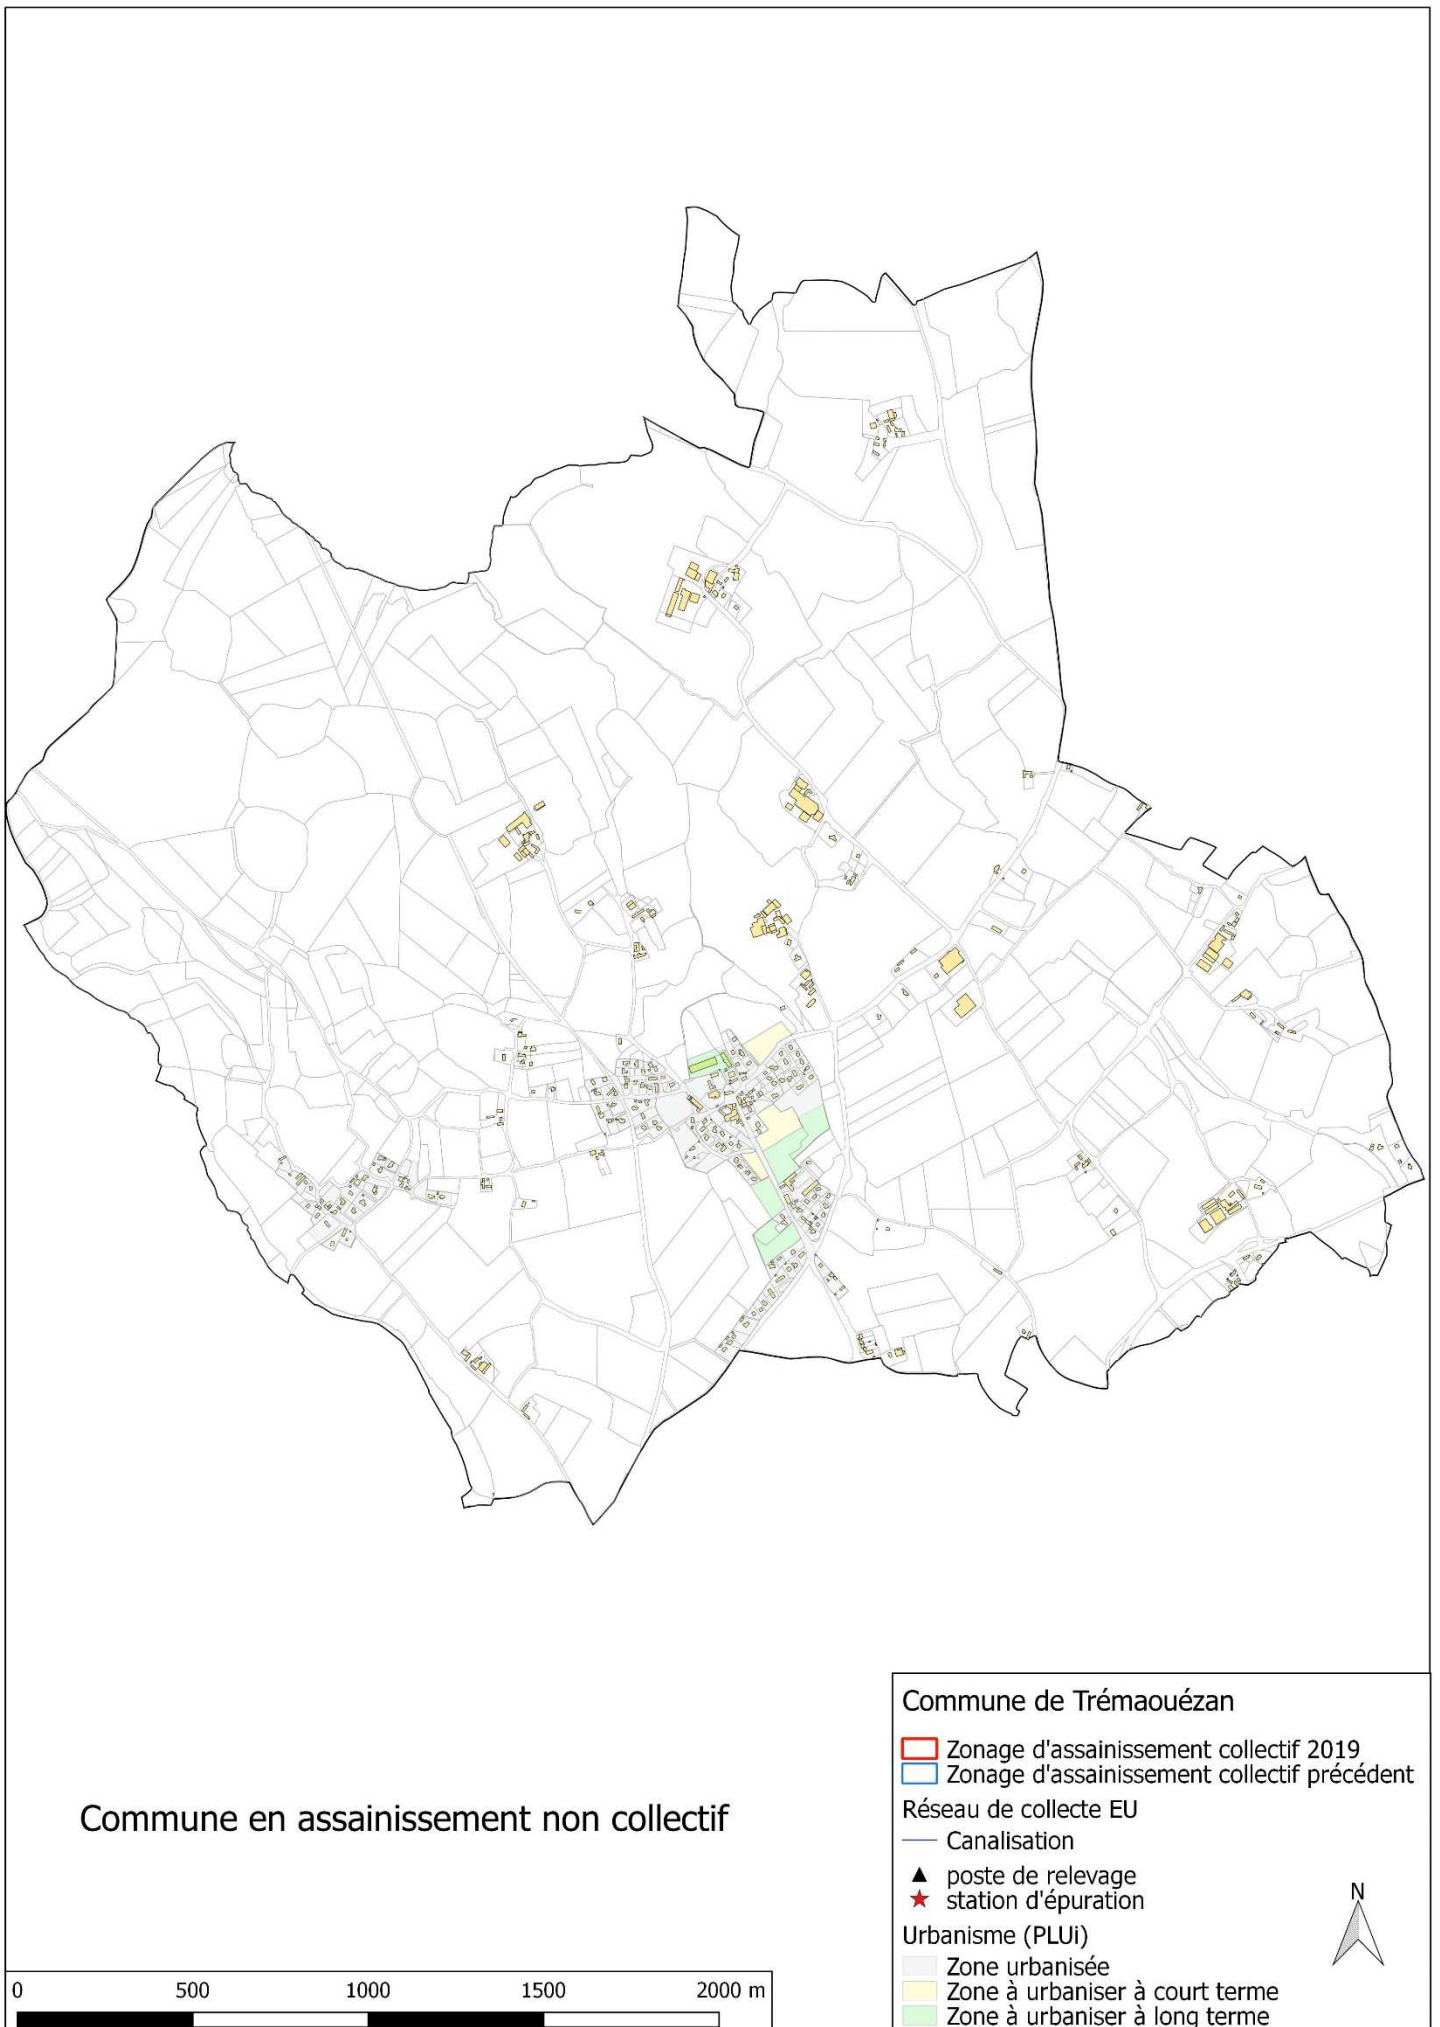 Commune en assainissement non collectif
Commune de Trémaouézan
Zonage d'assainissement collectif 2019
Zonage d'assainissement collectif précédent
Réseau de collecte EU
Canalisation
poste de relevage
station d'épuration
N
Urbanisme (PLUi)
Zone urbanisée
Zone à urbaniser à court terme
Zone à urbaniser à long terme
0 500 1000 1500 2000 m